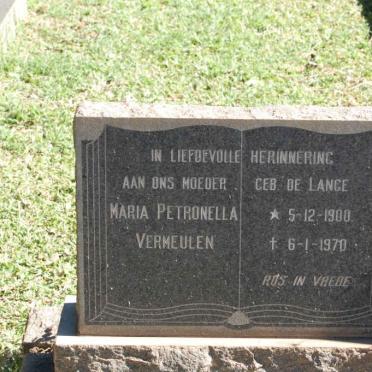 IN LIEFDEVOLLE HERINNERING
AAN ONS MOEDER
MARIA PETRONELLA
VERMEULEN
GEB. DE LANGE
★ 5-12-1900
† 6-1-1970
RUS IN VREDE